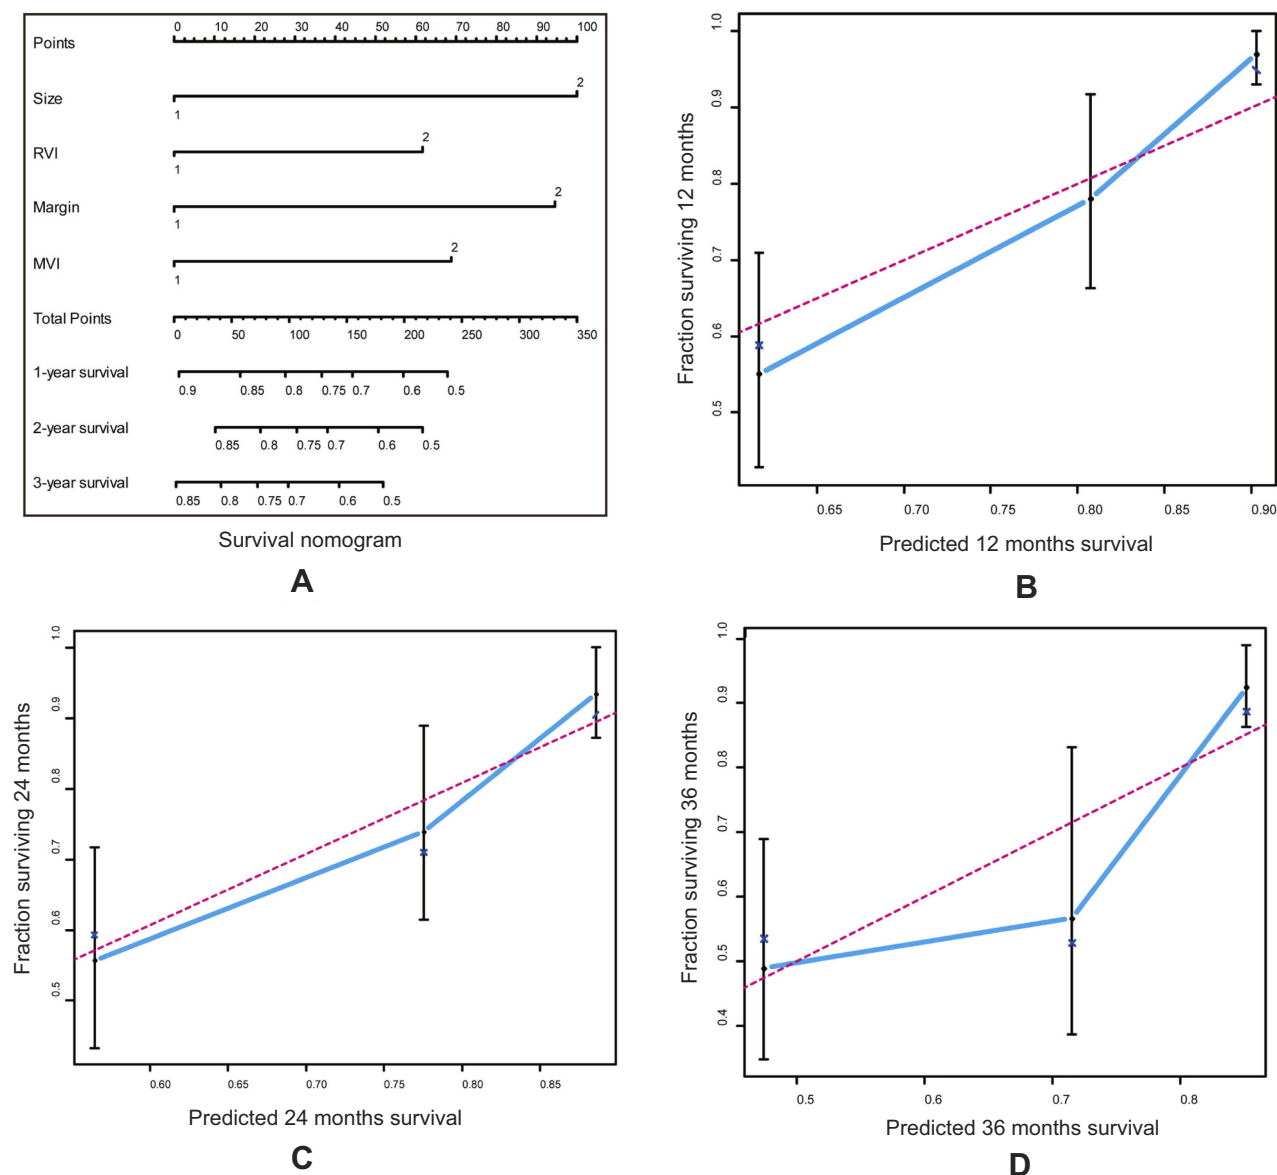 0 10 20 30 40 50 60 70 80 90 100
Points
Size
1
2
RVI
1
2
Margin
1
2
MVI
1
2
Total Points
0 50 100 150 200 250 300 350
1-year survival
0.9 0.85 0.8 0.75 0.7 0.6 0.5
2-year survival
0.85 0.8 0.75 0.7 0.6 0.5
3-year survival
0.85 0.8 0.75 0.7 0.6 0.5
Survival nomogram
A
Fraction surviving 12 months
1.0
0.9
0.8
0.7
0.6
0.5
0.65 0.70 0.75 0.80 0.85 0.90
Predicted 12 months survival
B
Fraction surviving 24 months
1.0
0.9
0.8
0.7
0.6
0.5
0.60 0.65 0.70 0.75 0.80 0.85
Predicted 24 months survival
C
Fraction surviving 36 months
1.0
0.9
0.8
0.7
0.6
0.5
0.4
0.5 0.6 0.7 0.8
Predicted 36 months survival
D